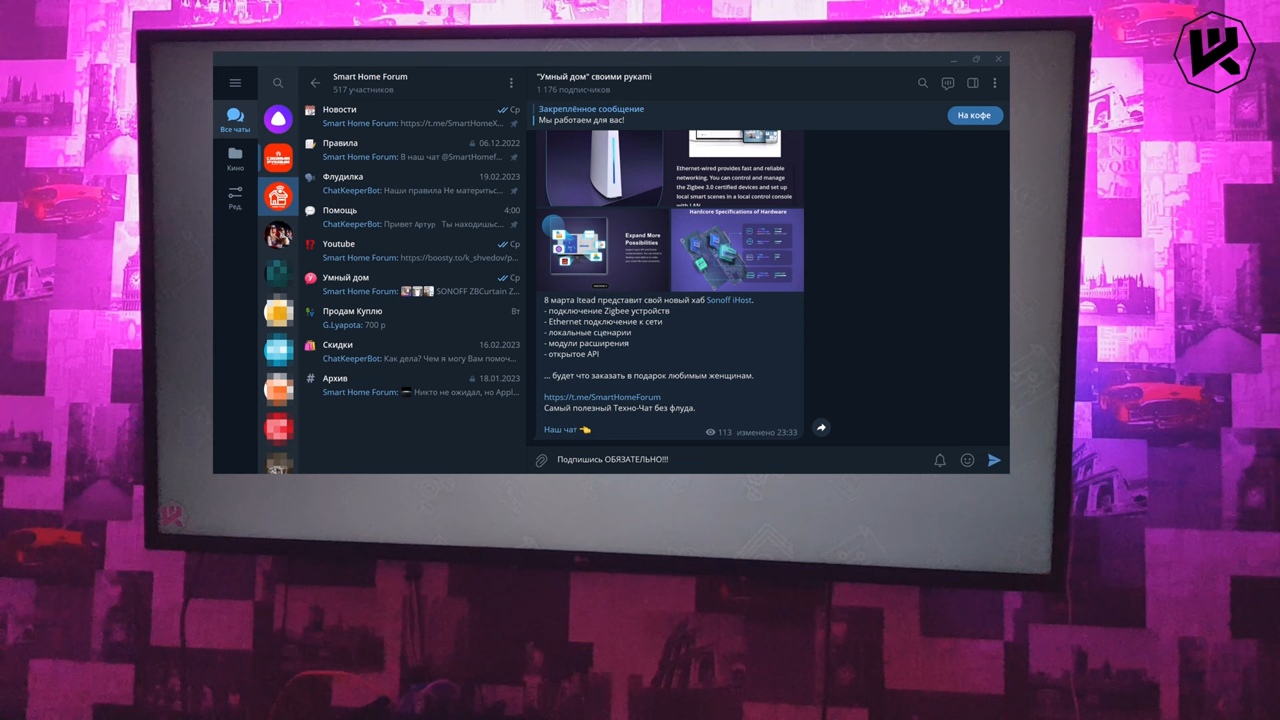 Smart Home Forum
517 участников
Все чаты
Кино
Ред.
Новости
Ср
Smart Home Forum: https://t.me/SmartHomeX...
Правила
06.12.2022
Smart Home Forum: В наш чат @SmartHomef...
Флудилка
19.02.2023
ChatKeeperBot: Наши правила Не материтьс...
Помощь
4:00
ChatKeeperBot: Привет Артур Ты находишьс...
Youtube
Ср
Smart Home Forum: https://boosty.to/k_shvedov/p...
Умный дом
Ср
Smart Home Forum: SONOFF ZBCurtain Z...
Продам Куплю
Вт
G.Lyapota: 700 р
Скидки
16.02.2023
ChatKeeperBot: Как дела? Чем я могу Вам помоч...
Архив
18.01.2023
Smart Home Forum: Никто не ожидал, но Appl...
"Умный дом" своими рукамi
1 176 подписчиков
Закреплённое сообщение
Мы работаем для вас!
На кофе
Ethernet-wired provides fast and reliable
networking. You can control and manage
the Zigbee 3.0 certified devices and set up
local smart scenes in a local control console
with LAN
Expand More
Possibilities
Hardcore Specifications of Hardware
8 марта Itead представит свой новый хаб Sonoff iHost.
- подключение Zigbee устройств
- Ethernet подключение к сети
- локальные сценарии
- модули расширения
- открытое API
... будет что заказать в подарок любимым женщинам.
https://t.me/SmartHomeForum
Самый полезный Техно-Чат без флуда.
Наш чат
113 изменено 23:33
Подпишись ОБЯЗАТЕЛЬНО!!!